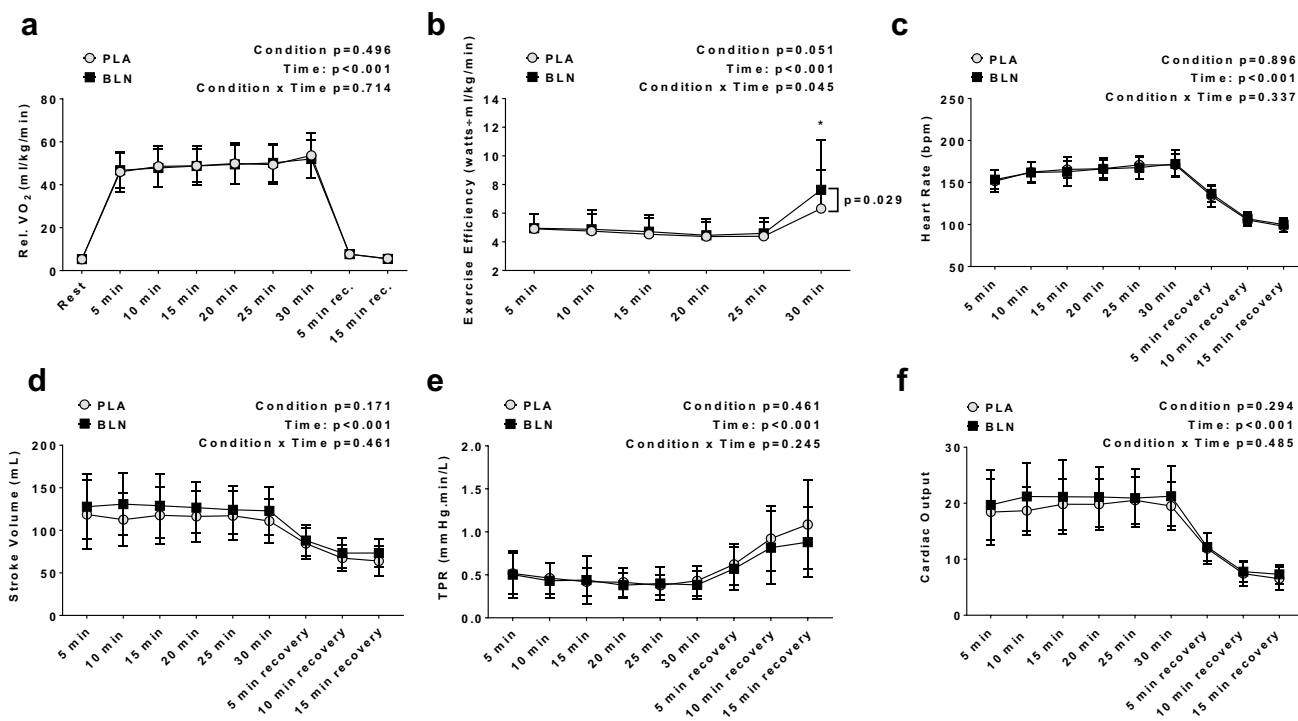 a
PLA
BLN
Condition p=0.496
Time: p<0.001
Condition x Time p=0.714
Rel. VO2 (ml/kg/min)
80
60
40
20
0
Rest
5 min
10 min
15 min
20 min
25 min
30 min
5 min rec.
15 min rec.
b
PLA
BLN
Condition p=0.051
Time: p<0.001
Condition x Time p=0.045
Exercise Efficiency (watts÷ml/kg/min)
14
12
10
8
6
4
2
*
p=0.029
5 min
10 min
15 min
20 min
25 min
30 min
c
PLA
BLN
Condition p=0.896
Time: p<0.001
Condition x Time p=0.337
Heart Rate (bpm)
250
200
150
100
50
5 min
10 min
15 min
20 min
25 min
30 min
5 min recovery
10 min recovery
15 min recovery
d
PLA
BLN
Condition p=0.171
Time: p<0.001
Condition x Time p=0.461
Stroke Volume (mL)
200
150
100
50
0
5 min
10 min
15 min
20 min
25 min
30 min
5 min recovery
10 min recovery
15 min recovery
e
PLA
BLN
Condition p=0.461
Time: p<0.001
Condition x Time p=0.245
TPR (mmHg.min/L)
2.0
1.5
1.0
0.5
0.0
5 min
10 min
15 min
20 min
25 min
30 min
5 min recovery
10 min recovery
15 min recovery
f
PLA
BLN
Condition p=0.294
Time: p<0.001
Condition x Time p=0.485
Cardiac Output
30
20
10
0
5 min
10 min
15 min
20 min
25 min
30 min
5 min recovery
10 min recovery
15 min recovery